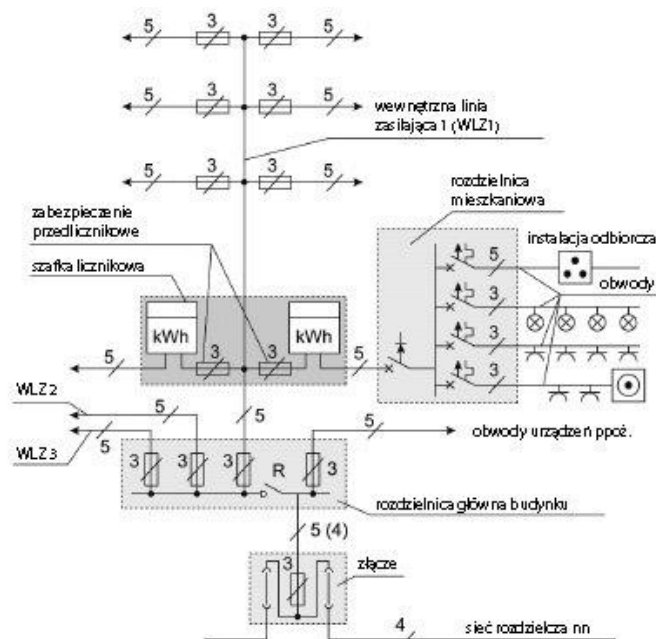 5 3 3 5
5 3 3 5
wewnętrzna linia
zasilająca 1 (WLZ1)
5 3 3 5
rozdzielnica
mieszkaniowa
zabezpieczenie
przedlicznikowe
instalacja odbiorcza
szafka licznikowa
5
obwody
3
kWh kWh
3
5 3 3 5
3
WLZ 2
5 5 5
WLZ 3 5
obwody urządzeń ppoż.
3 3 3 R 3
rozdzielnica główna budynku
5 (4)
3
złącze
4 sieć rozdzielcza nn